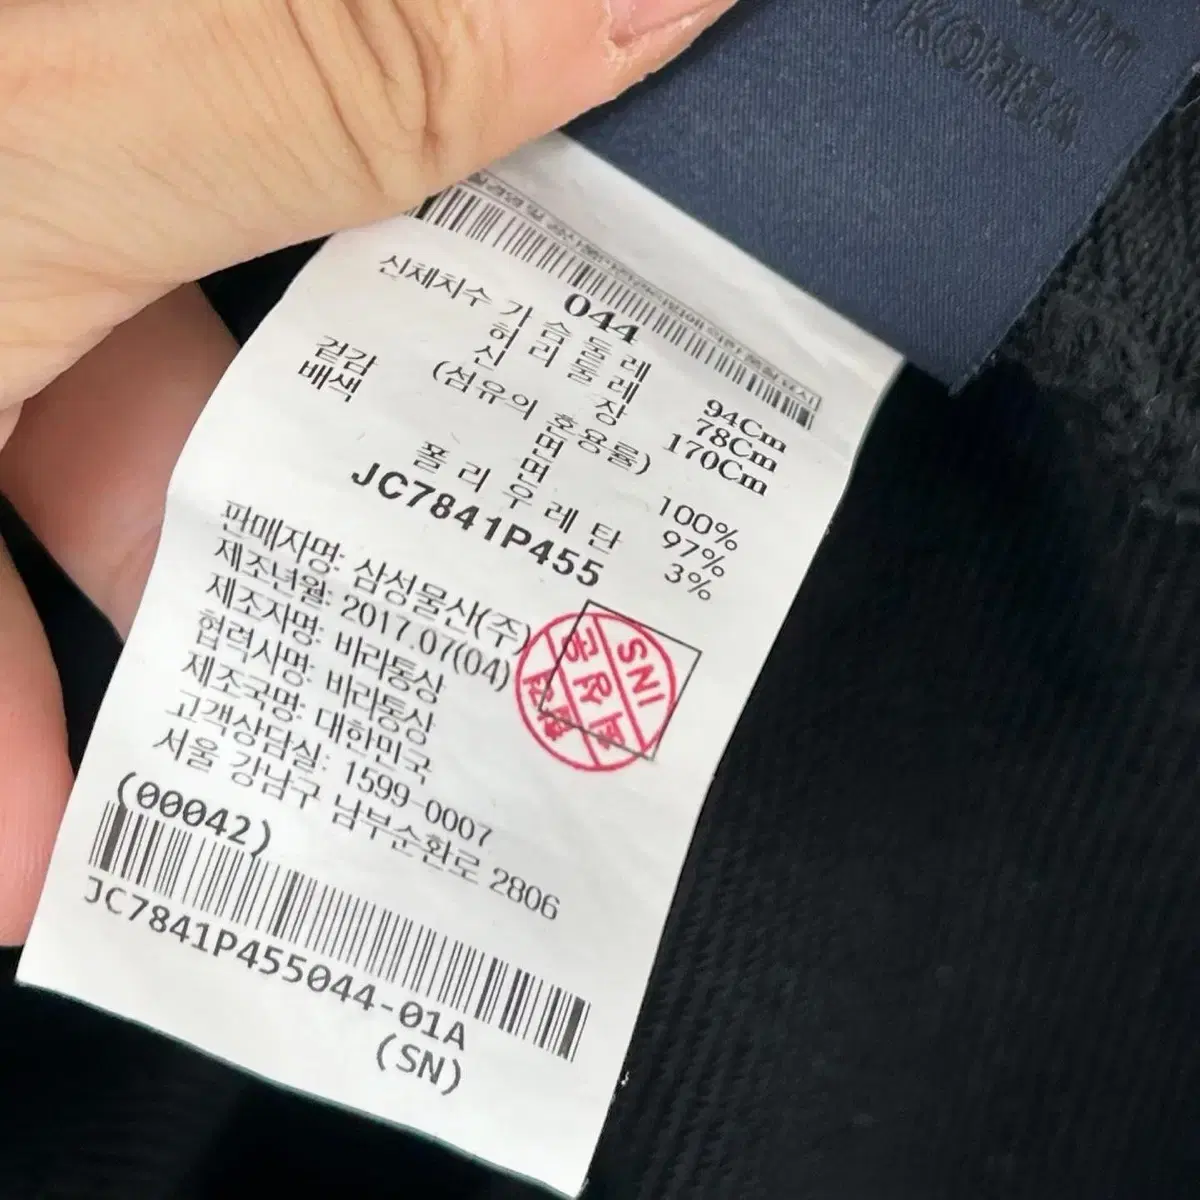 KOREA
044
신체치수 가슴둘레 94Cm
허리둘레 78Cm
신장 170Cm
(섬유의 혼용률)
겉감 면 100%
배색 면 97%
폴리우레탄 3%
JC7841P455
판매자명: 삼성물산(주)
제조년월: 2017.07(04)
제조자명: 바리통상
협력사명: 바리통상
제조국명: 대한민국
고객상담실: 1599-0007
서울 강남구 남부순환로 2806
(00042)
JC7841P455044-01A
(SN)
SNI